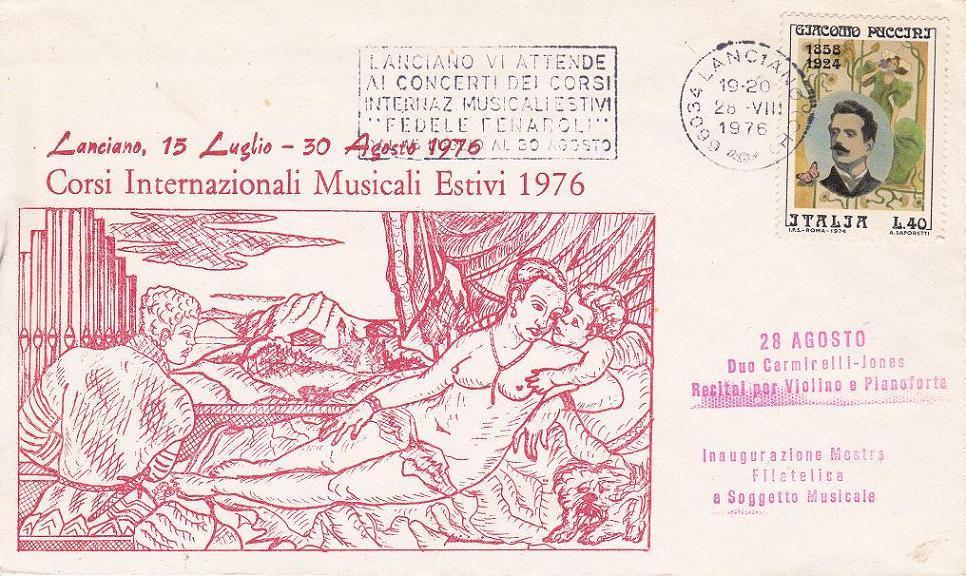 LANCIANO VI ATTENDE
AI CONCERTI DEI CORSI
INTERNAZ. MUSICALI ESTIVI
"FEDELE FENAROLI"
AL 30 AGOSTO
66034 LANCIANO (CH)
19-20
28 VIII
1976
GIACOMO PUCCINI
1858
1924
ITALIA L.40
I.P.S.-ROMA-1974 A. SAPORETTI
Lanciano, 15 Luglio - 30 Agosto 1976
Corsi Internazionali Musicali Estivi 1976
28 AGOSTO
Duo Carmirelli-Jones
Recital per Violino e Pianoforte
Inaugurazione Mostra
Filatelica
a Soggetto Musicale